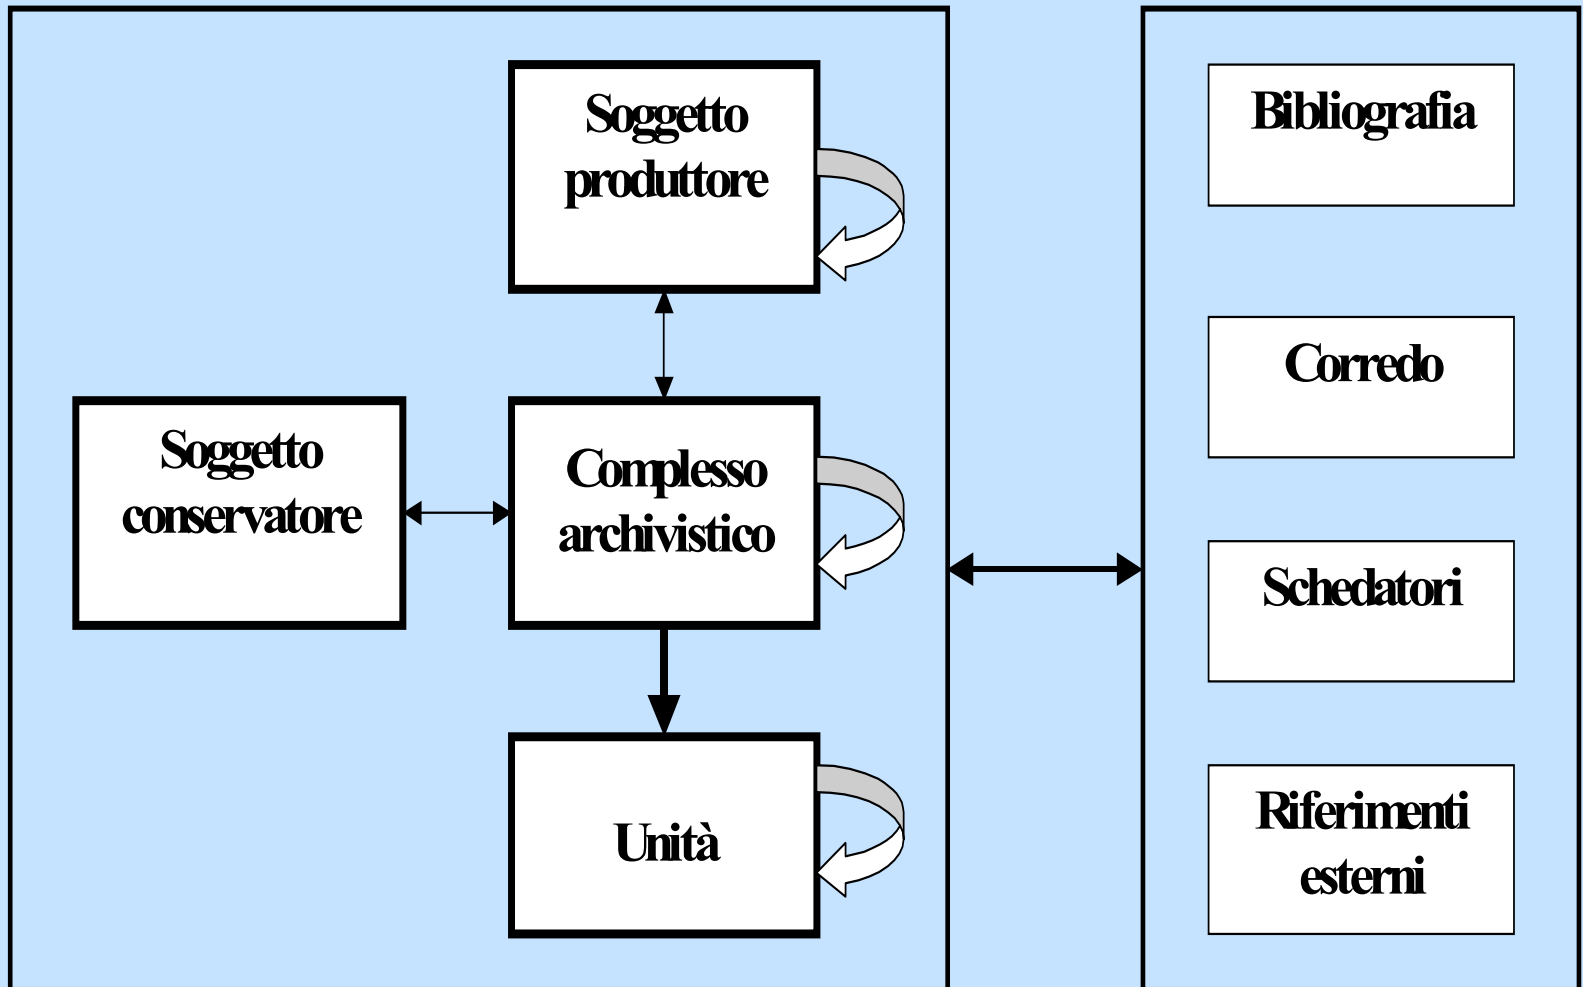 Soggetto
produttore
Soggetto
conservatore
Complesso
archivistico
Unità
Bibliografia
Corredo
Schedatori
Riferimenti
esterni